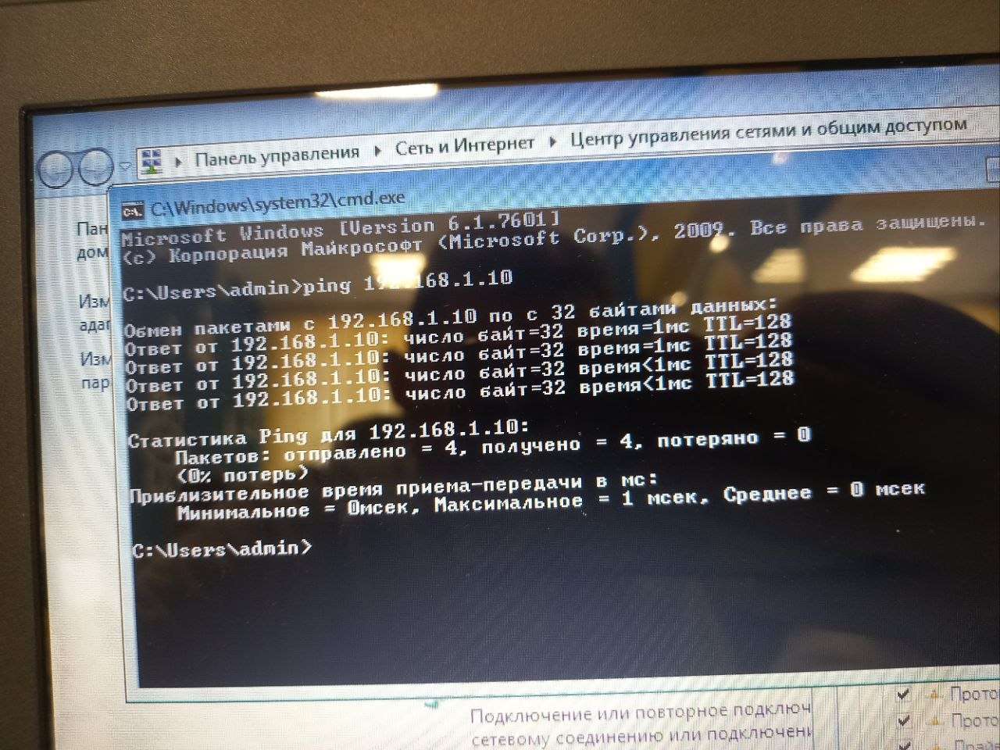 Панель управления ▸ Сеть и Интернет ▸ Центр управления сетями и общим доступом
C:\Windows\system32\cmd.exe
Пан
дом
Изм
адап
Изм
пар
Microsoft Windows [Version 6.1.7601]
(c) Корпорация Майкрософт (Microsoft Corp.), 2009. Все права защищены.
C:\Users\admin>ping 192.168.1.10
Обмен пакетами с 192.168.1.10 по с 32 байтами данных:
Ответ от 192.168.1.10: число байт=32 время=1мс TTL=128
Ответ от 192.168.1.10: число байт=32 время=1мс TTL=128
Ответ от 192.168.1.10: число байт=32 время<1мс TTL=128
Ответ от 192.168.1.10: число байт=32 время<1мс TTL=128
Статистика Ping для 192.168.1.10:
Пакетов: отправлено = 4, получено = 4, потеряно = 0
(0% потерь)
Приблизительное время приема-передачи в мс:
Минимальное = 0мсек, Максимальное = 1 мсек, Среднее = 0 мсек
C:\Users\admin>
Подключение или повторное подключ
сетевому соединению или подключени
Прото
Прото